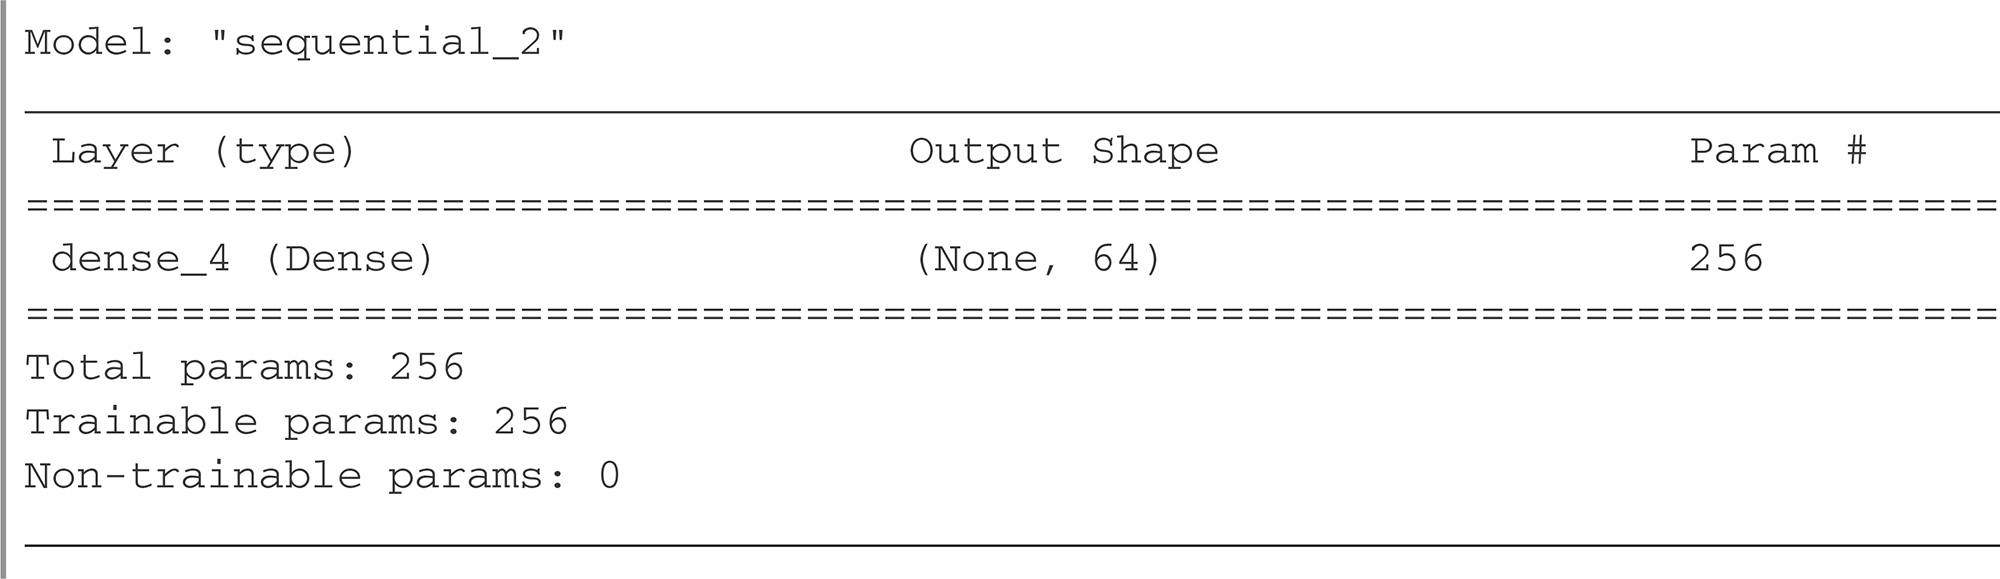 Model: "sequential_2"
Layer (type) Output Shape Param #
=================================================================​===========
dense_4 (Dense) (None, 64) 256
=================================================================​===========
Total params: 256
Trainable params: 256
Non-trainable params: 0